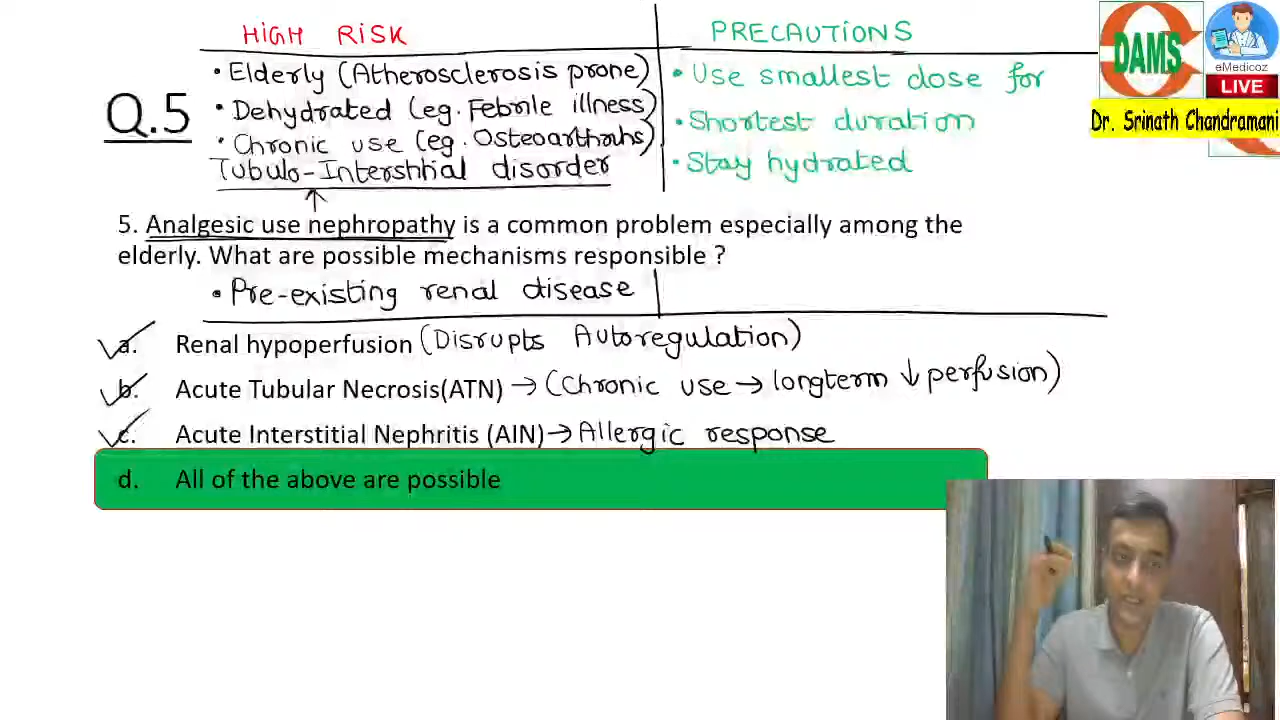 HIGH RISK
PRECAUTIONS
DAMS
eMedicoz
LIVE
Dr. Srinath Chandramani
Q.5
• Elderly (Atherosclerosis prone)
• Dehydrated (eg. Febrile illness)
• Chronic use (eg. Osteoarthritis)
Tubulo-Interstitial disorder
• Use smallest dose for
• Shortest duration
• Stay hydrated
5. Analgesic use nephropathy is a common problem especially among the
elderly. What are possible mechanisms responsible ?
• Pre-existing renal disease
a. Renal hypoperfusion (Disrupts Autoregulation)
b. Acute Tubular Necrosis(ATN) → (Chronic use → longterm ↓ perfusion)
c. Acute Interstitial Nephritis (AIN) → Allergic response
d. All of the above are possible